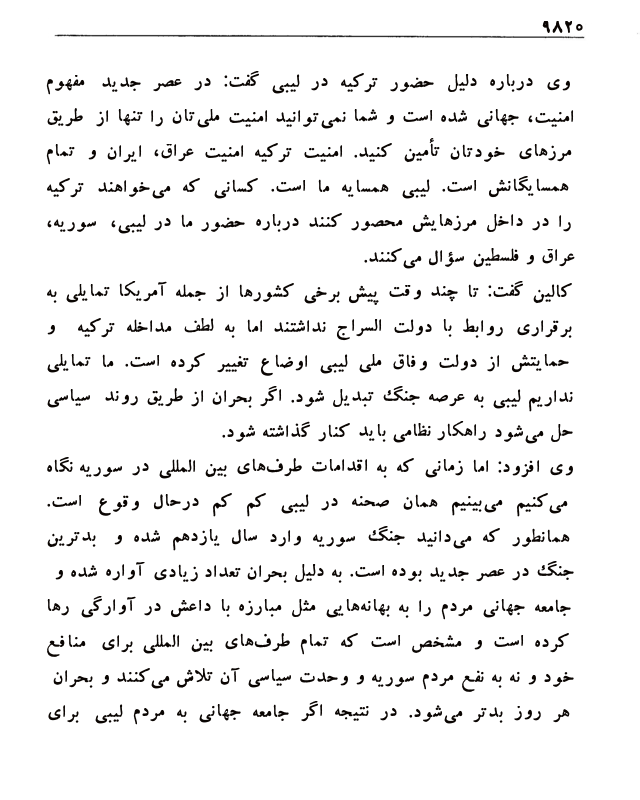 ۹۸۲۰
وی درباره دلیل حضور ترکیه در لیبی گفت: در عصر جدید مفهوم
امنیت، جهانی شده است و شما نمی‌توانید امنیت ملی‌تان را تنها از طریق
مرزهای خودتان تأمین کنید. امنیت ترکیه امنیت عراق، ایران و تمام
همسایگانش است. لیبی همسایه ما است. کسانی که می‌خواهند ترکیه
را در داخل مرزهایش محصور کنند درباره حضور ما در لیبی، سوریه،
عراق و فلسطین سؤال می‌کنند.
کالین گفت: تا چند وقت پیش برخی کشورها از جمله آمریکا تمایلی به
برقراری روابط با دولت السراج نداشتند اما به لطف مداخله ترکیه و
حمایتش از دولت وفاق ملی لیبی اوضاع تغییر کرده است. ما تمایلی
نداریم لیبی به عرصه جنگ تبدیل شود. اگر بحران از طریق روند سیاسی
حل می‌شود راهکار نظامی باید کنار گذاشته شود.
وی افزود: اما زمانی که به اقدامات طرف‌های بین المللی در سوریه نگاه
می‌کنیم می‌بینیم همان صحنه در لیبی کم کم درحال وقوع است.
همانطور که می‌دانید جنگ سوریه وارد سال یازدهم شده و بدترین
جنگ در عصر جدید بوده است. به دلیل بحران تعداد زیادی آواره شده و
جامعه جهانی مردم را به بهانه‌هایی مثل مبارزه با داعش در آوارگی رها
کرده است و مشخص است که تمام طرف‌های بین المللی برای منافع
خود و نه به نفع مردم سوریه و وحدت سیاسی آن تلاش می‌کنند و بحران
هر روز بدتر می‌شود. در نتیجه اگر جامعه جهانی به مردم لیبی برای